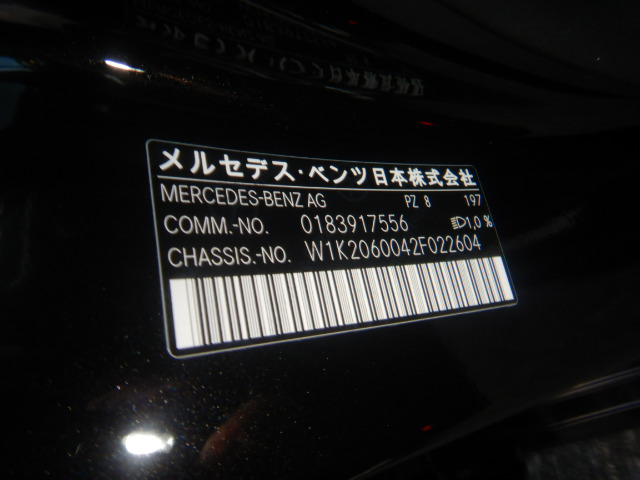 メルセデス・ベンツ日本株式会社
MERCEDES-BENZ AG PZ 8 197
COMM.-NO. 0183917556 1,0 %
CHASSIS.-NO. W1K2060042F022604